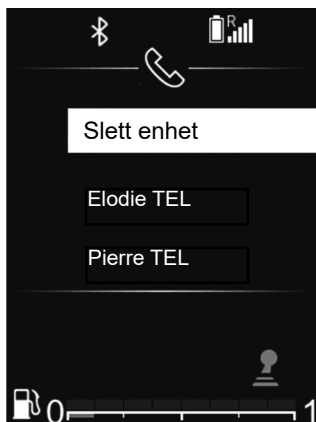 R
Slett enhet
Elodie TEL
Pierre TEL
0 1